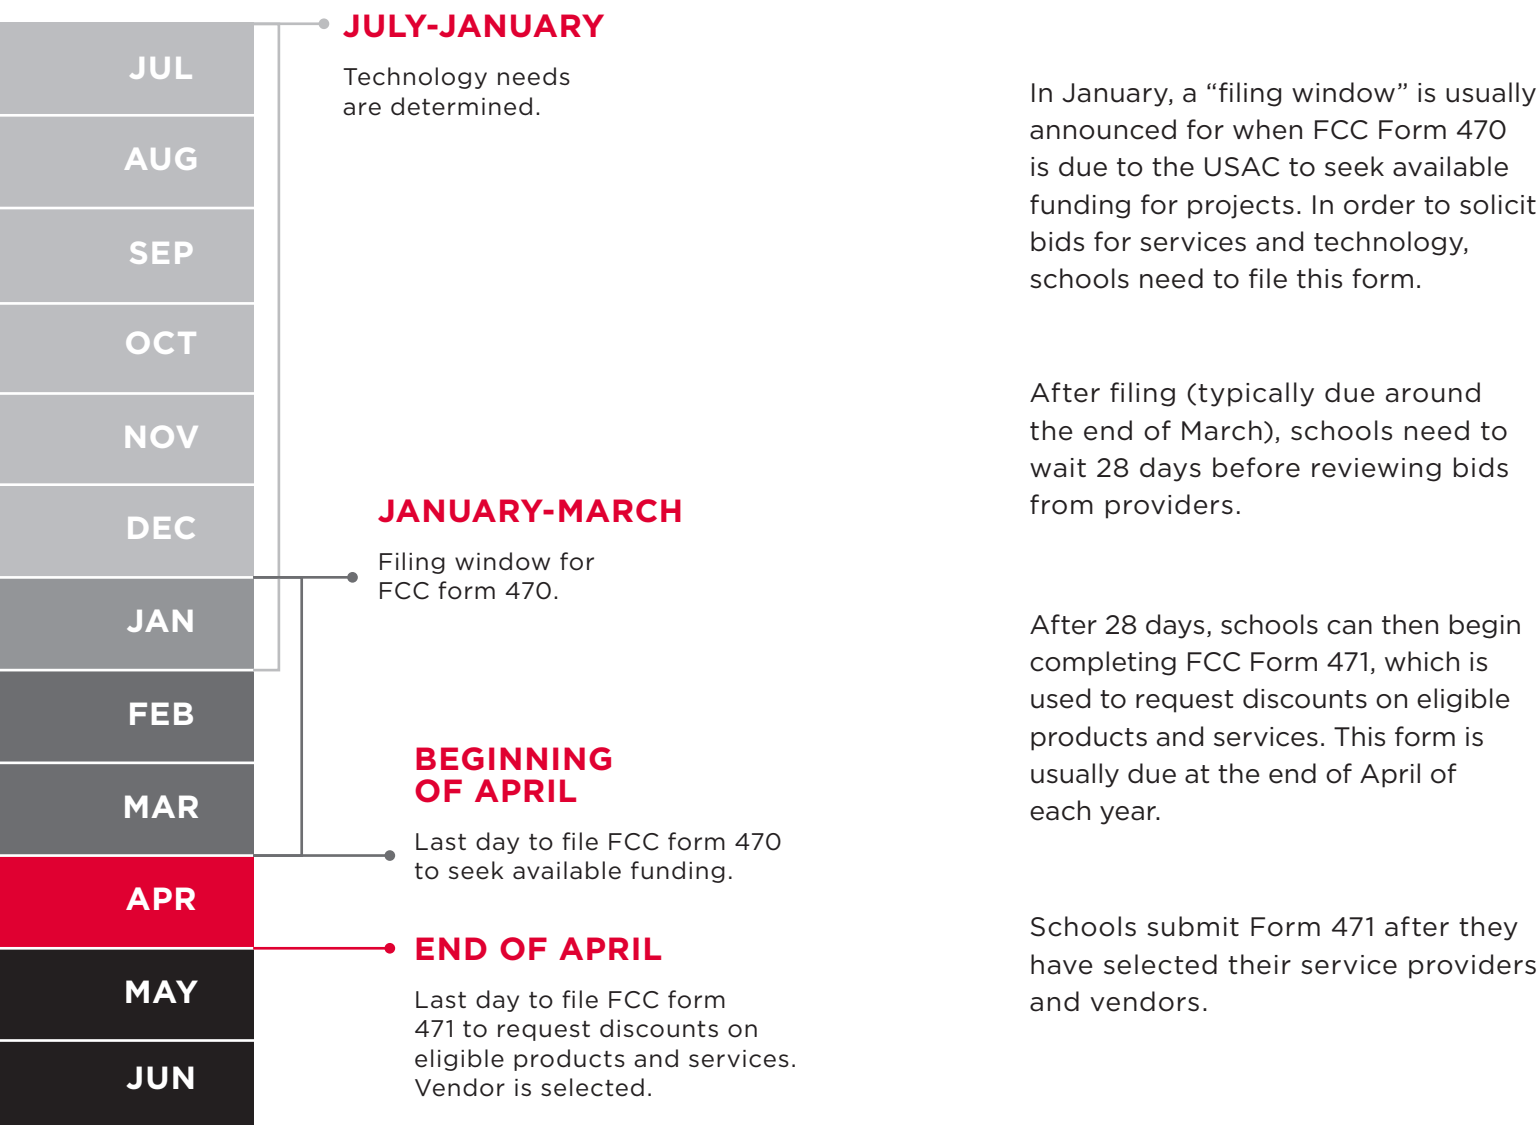 JUL
AUG
SEP
OCT
NOV
DEC
JAN
FEB
MAR
APR
MAY
JUN
JULY-JANUARY
Technology needs
are determined.
JANUARY-MARCH
Filing window for
FCC form 470.
BEGINNING
OF APRIL
Last day to file FCC form 470
to seek available funding.
END OF APRIL
Last day to file FCC form
471 to request discounts on
eligible products and services.
Vendor is selected.
In January, a “filing window” is usually
announced for when FCC Form 470
is due to the USAC to seek available
funding for projects. In order to solicit
bids for services and technology,
schools need to file this form.
After filing (typically due around
the end of March), schools need to
wait 28 days before reviewing bids
from providers.
After 28 days, schools can then begin
completing FCC Form 471, which is
used to request discounts on eligible
products and services. This form is
usually due at the end of April of
each year.
Schools submit Form 471 after they
have selected their service providers
and vendors.